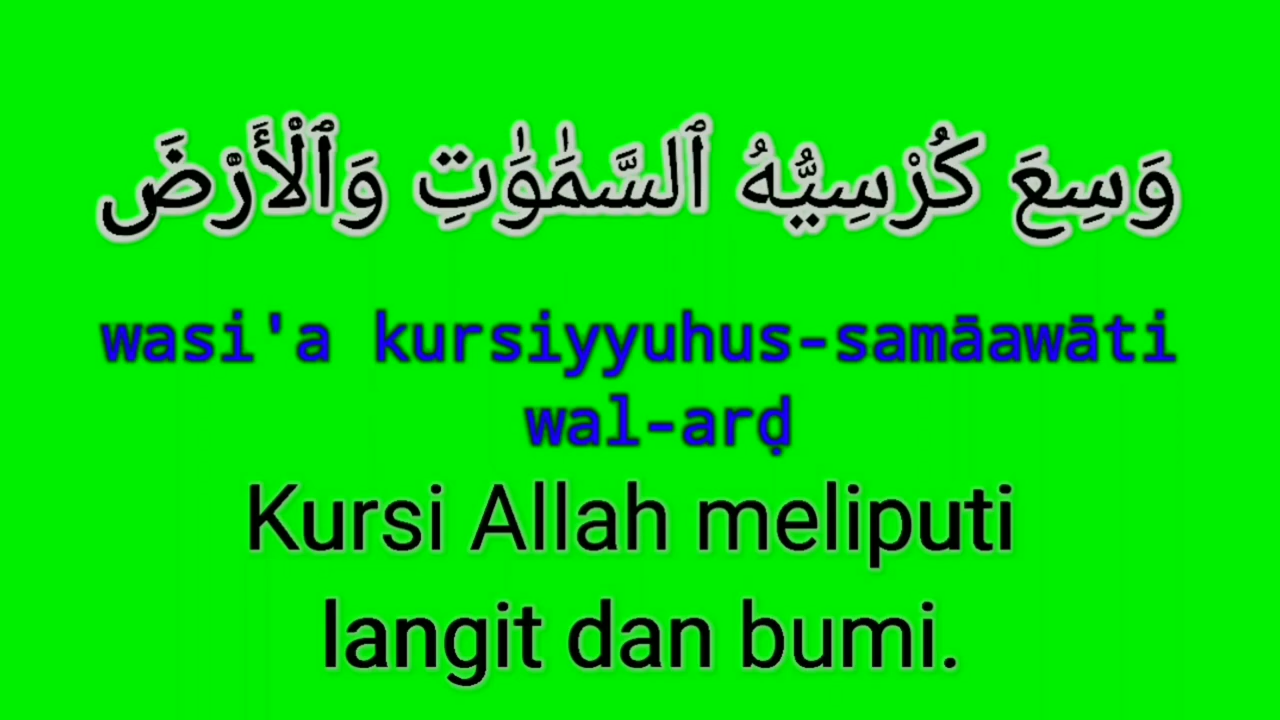 وَسِعَ كُرْسِيُّهُ ٱلسَّمَٰوَٰتِ وَٱلْأَرْضَ
wasi'a kursiyyuhus-samāawāti
wal-arḍ
Kursi Allah meliputi
langit dan bumi.